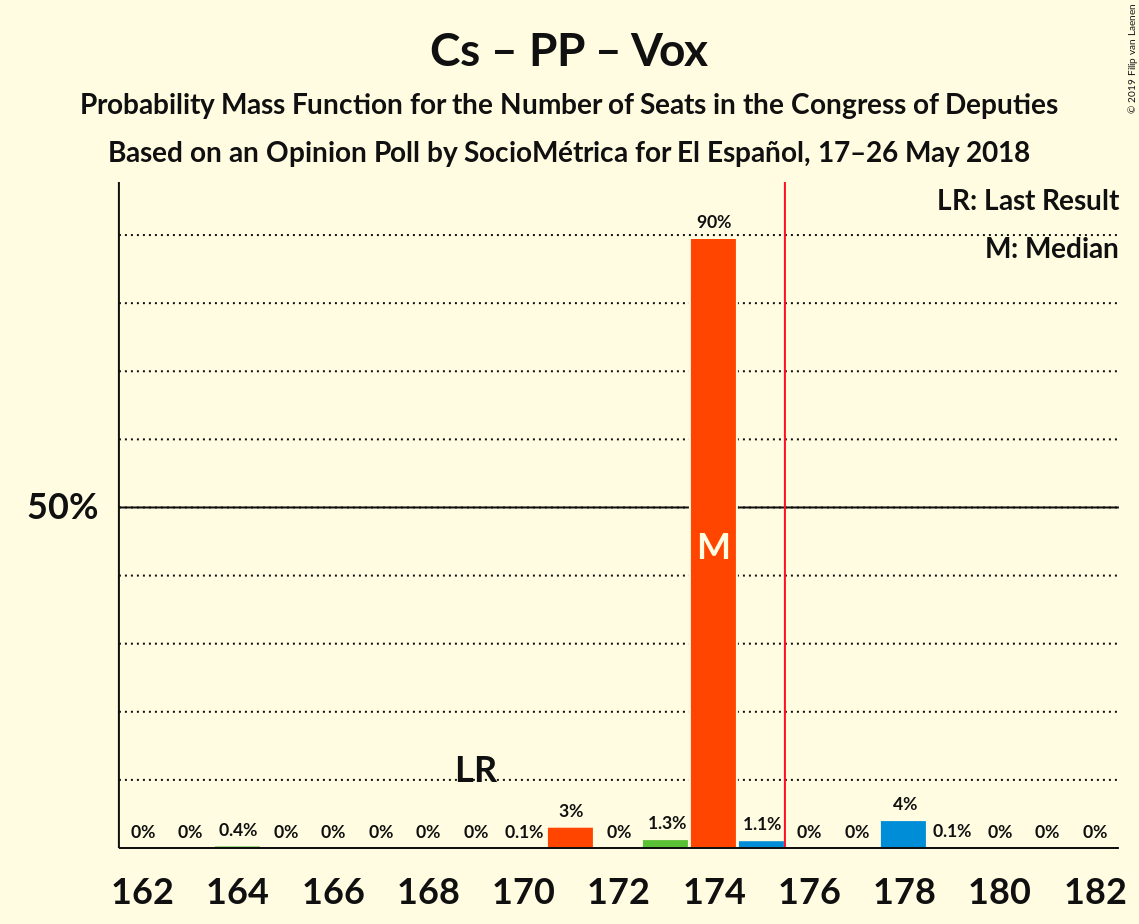 Cs – PP – Vox
Probability Mass Function for the Number of Seats in the Congress of Deputies
Based on an Opinion Poll by SocioMétrica for El Español, 17–26 May 2018
© 2019 Filip van Laenen
LR: Last Result
M: Median
50%
90%
M
LR
0% 0% 0.4% 0% 0% 0% 0% 0% 0.1% 3% 0% 1.3% 1.1% 0% 0% 4% 0.1% 0% 0% 0%
162 164 166 168 170 172 174 176 178 180 182